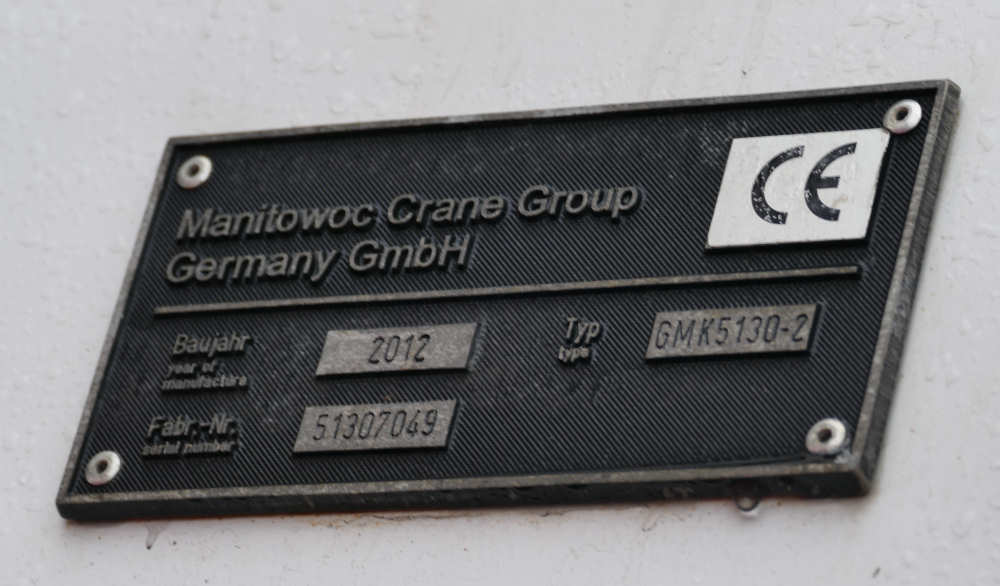 Manitowoc Crane Group
Germany GmbH
CE
Baujahr
year of
manufacture
2012
Typ
type
GMK5130-2
Fabr.-Nr.
serial number
51307049